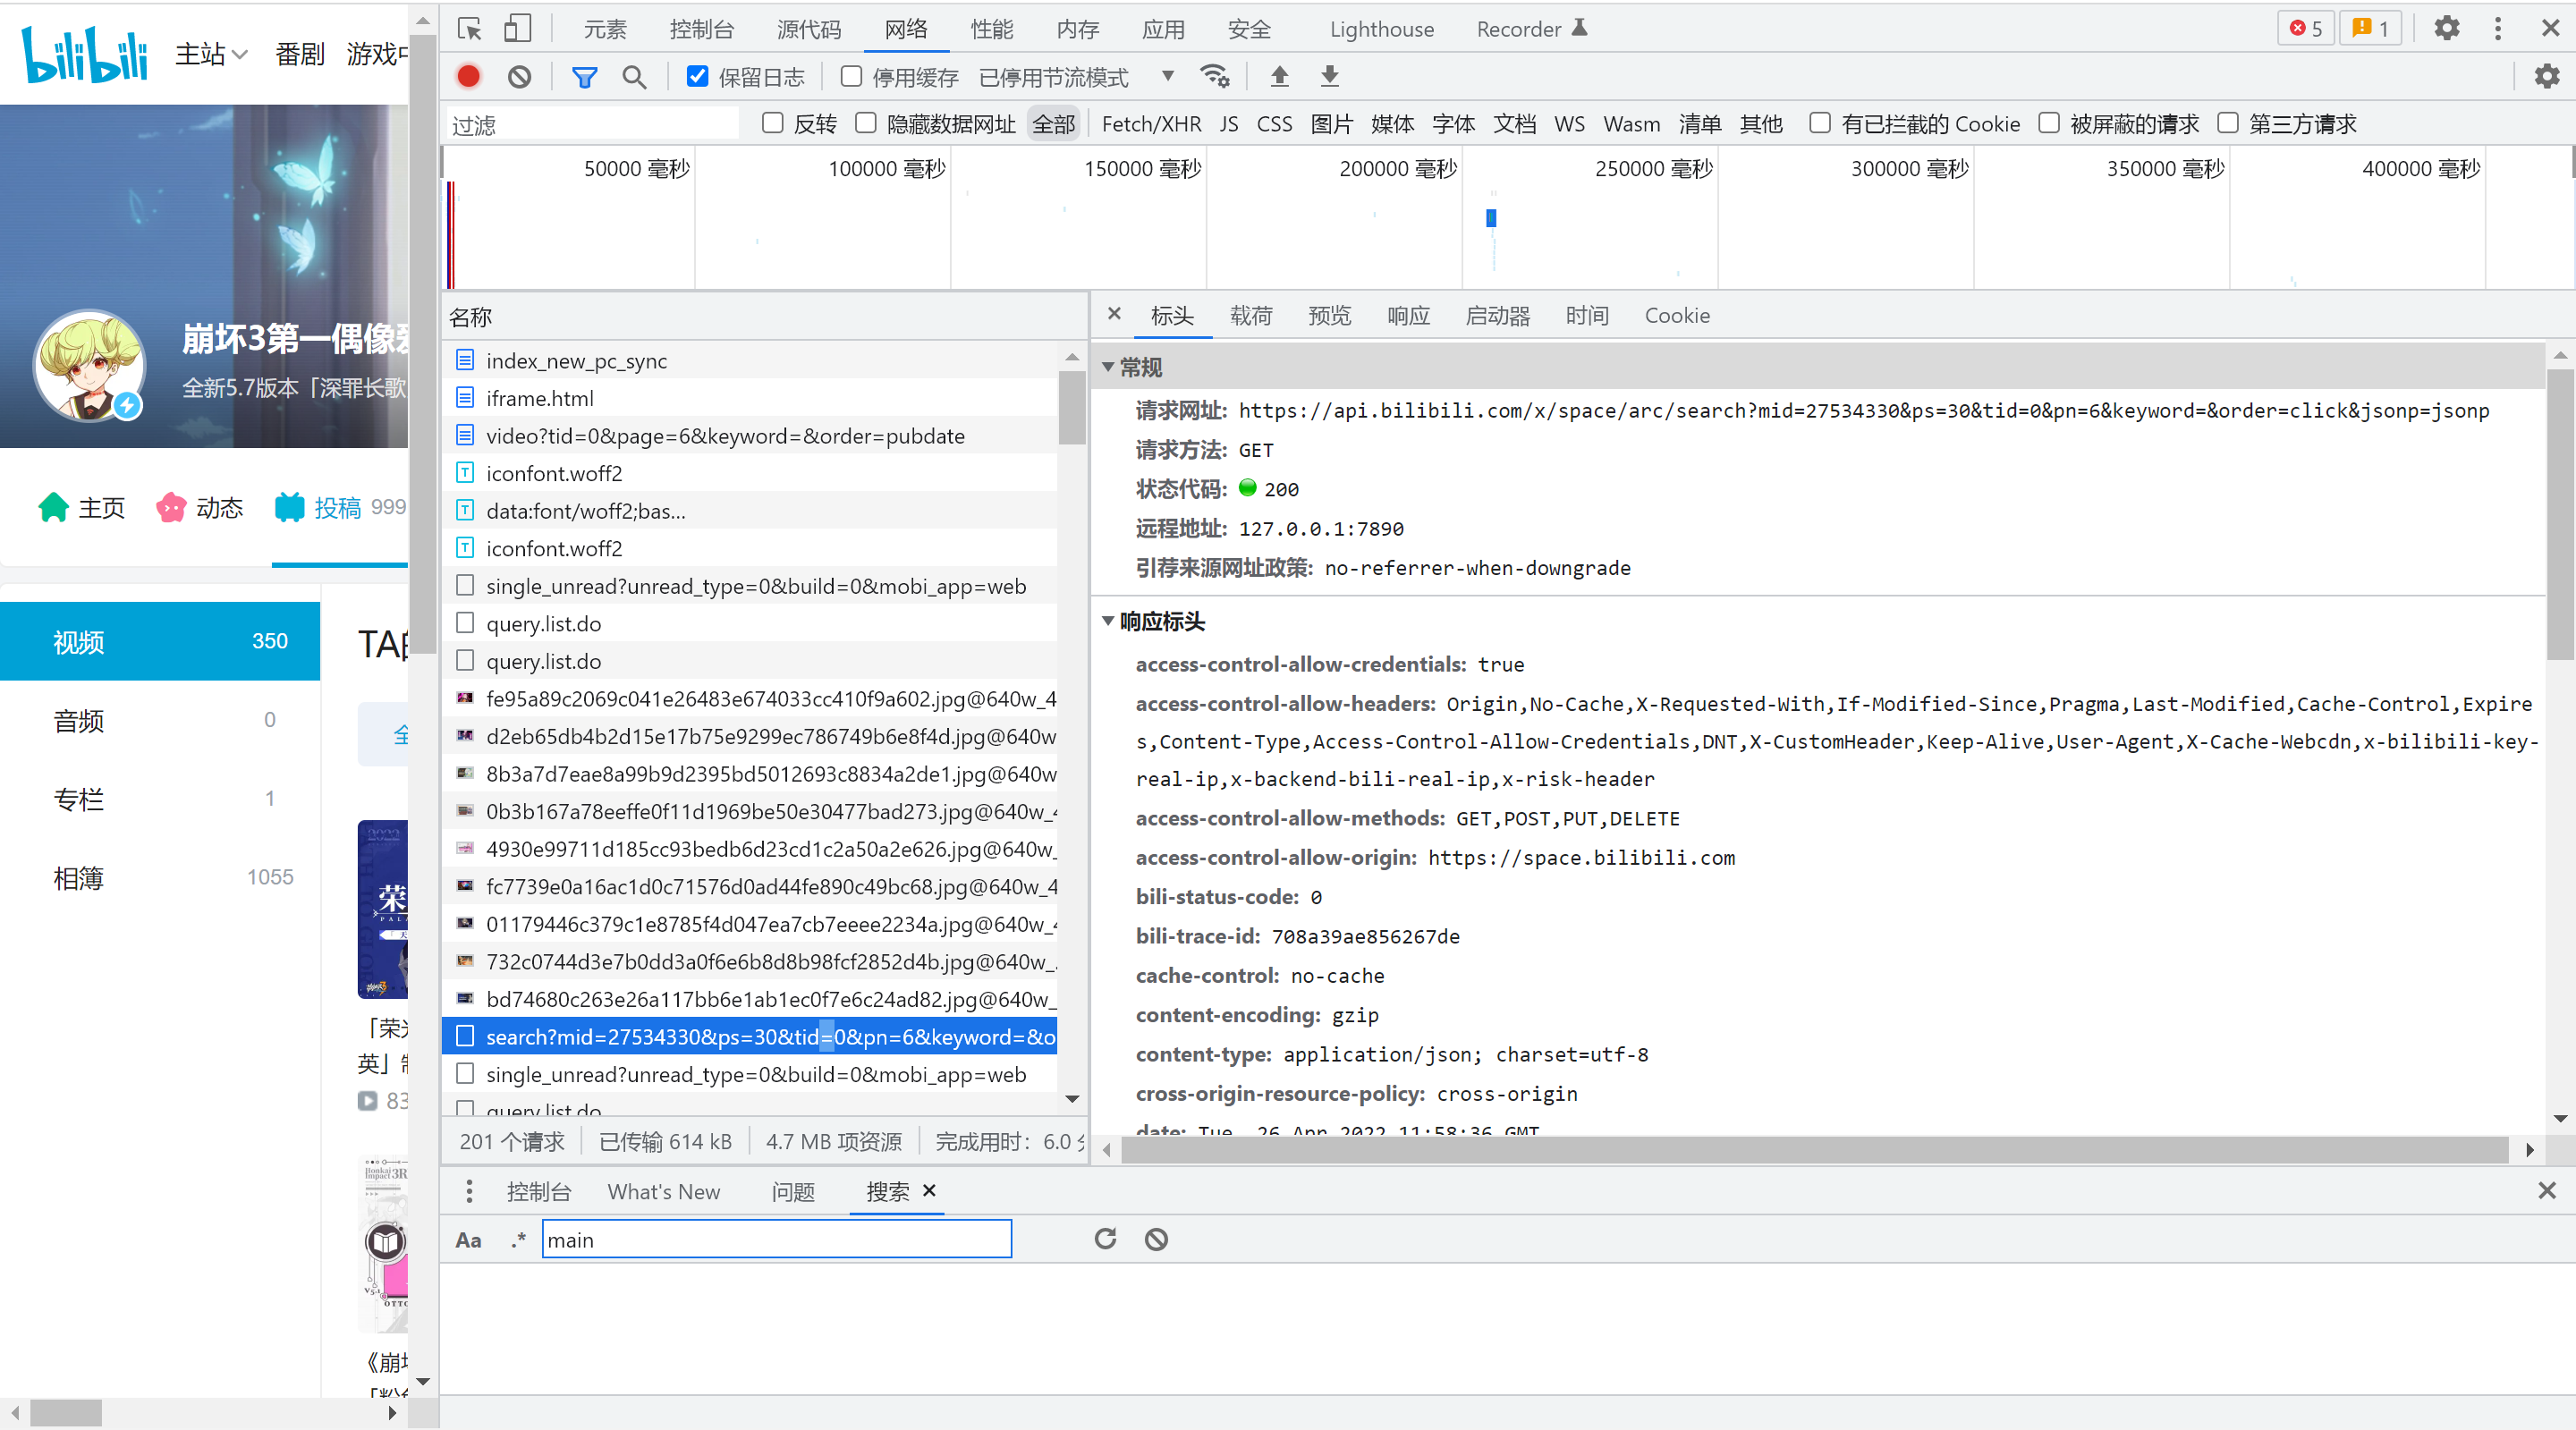 bilibili 主站 番剧 游戏中
崩坏3第一偶像爱
全新5.7版本「深罪长歌
主页 动态 投稿 999
视频 350
音频 0
专栏 1
相簿 1055
TA的
全
「荣光
英」制
83
《崩坏
元素 控制台 源代码 网络 性能 内存 应用 安全 Lighthouse Recorder 5 1
保留日志 停用缓存 已停用节流模式
过滤 反转 隐藏数据网址 全部 Fetch/XHR JS CSS 图片 媒体 字体 文档 WS Wasm 清单 其他 有已拦截的 Cookie 被屏蔽的请求 第三方请求
50000 毫秒 100000 毫秒 150000 毫秒 200000 毫秒 250000 毫秒 300000 毫秒 350000 毫秒 400000 毫秒
名称
index_new_pc_sync
iframe.html
video?tid=0&page=6&keyword=&order=pubdate
iconfont.woff2
data:font/woff2;bas...
iconfont.woff2
single_unread?unread_type=0&build=0&mobi_app=web
query.list.do
query.list.do
fe95a89c2069c041e26483e674033cc410f9a602.jpg@640w_4
d2eb65db4b2d15e17b75e9299ec786749b6e8f4d.jpg@640w
8b3a7d7eae8a99b9d2395bd5012693c8834a2de1.jpg@640w
0b3b167a78eeffe0f11d1969be50e30477bad273.jpg@640w_4
4930e99711d185cc93bedb6d23cd1c2a50a2e626.jpg@640w_
fc7739e0a16ac1d0c71576d0ad44fe890c49bc68.jpg@640w_4
01179446c379c1e8785f4d047ea7cb7eeee2234a.jpg@640w_4
732c0744d3e7b0dd3a0f6e6b8d8b98fcf2852d4b.jpg@640w_
bd74680c263e26a117bb6e1ab1ec0f7e6c24ad82.jpg@640w_
search?mid=27534330&ps=30&tid=0&pn=6&keyword=&o
single_unread?unread_type=0&build=0&mobi_app=web
query.list.do
201 个请求 已传输 614 kB 4.7 MB 项资源 完成用时：6.0 分
标头 载荷 预览 响应 启动器 时间 Cookie
常规
请求网址: https://api.bilibili.com/x/space/arc/search?mid=27534330&ps=30&tid=0&pn=6&keyword=&order=click&jsonp=jsonp
请求方法: GET
状态代码: 200
远程地址: 127.0.0.1:7890
引荐来源网址政策: no-referrer-when-downgrade
响应标头
access-control-allow-credentials: true
access-control-allow-headers: Origin,No-Cache,X-Requested-With,If-Modified-Since,Pragma,Last-Modified,Cache-Control,Expire
s,Content-Type,Access-Control-Allow-Credentials,DNT,X-CustomHeader,Keep-Alive,User-Agent,X-Cache-Webcdn,x-bilibili-key-
real-ip,x-backend-bili-real-ip,x-risk-header
access-control-allow-methods: GET,POST,PUT,DELETE
access-control-allow-origin: https://space.bilibili.com
bili-status-code: 0
bili-trace-id: 708a39ae856267de
cache-control: no-cache
content-encoding: gzip
content-type: application/json; charset=utf-8
cross-origin-resource-policy: cross-origin
date: Tue, 26 Apr 2022 11:58:36 GMT
控制台 What's New 问题 搜索
Aa .* main